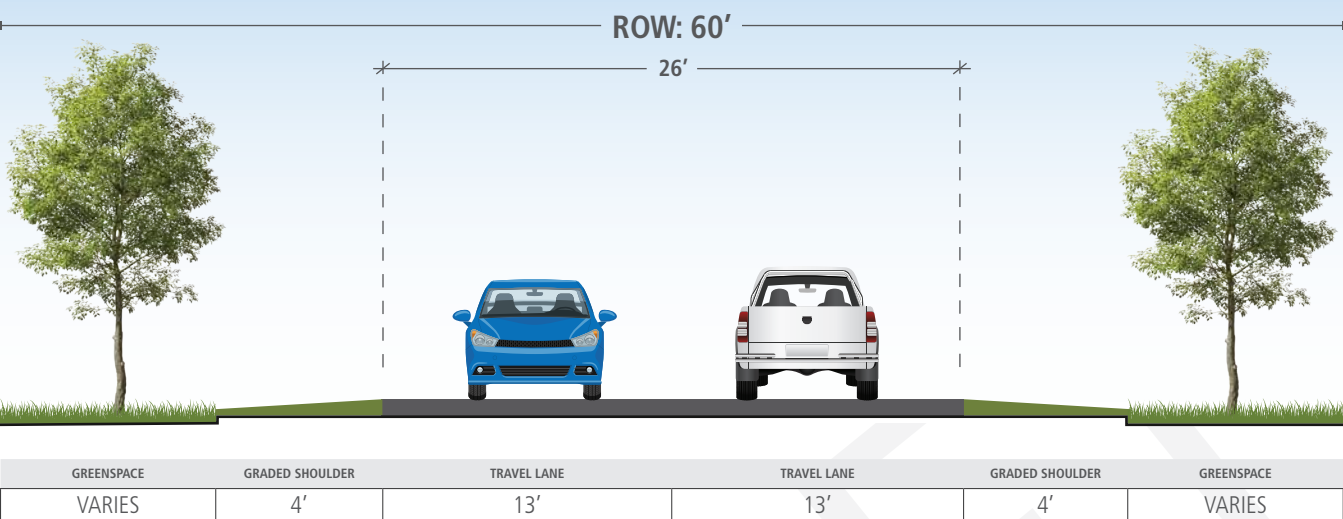 ROW: 60’
26’
GREENSPACE GRADED SHOULDER TRAVEL LANE TRAVEL LANE GRADED SHOULDER GREENSPACE
VARIES 4’ 13’ 13’ 4’ VARIES